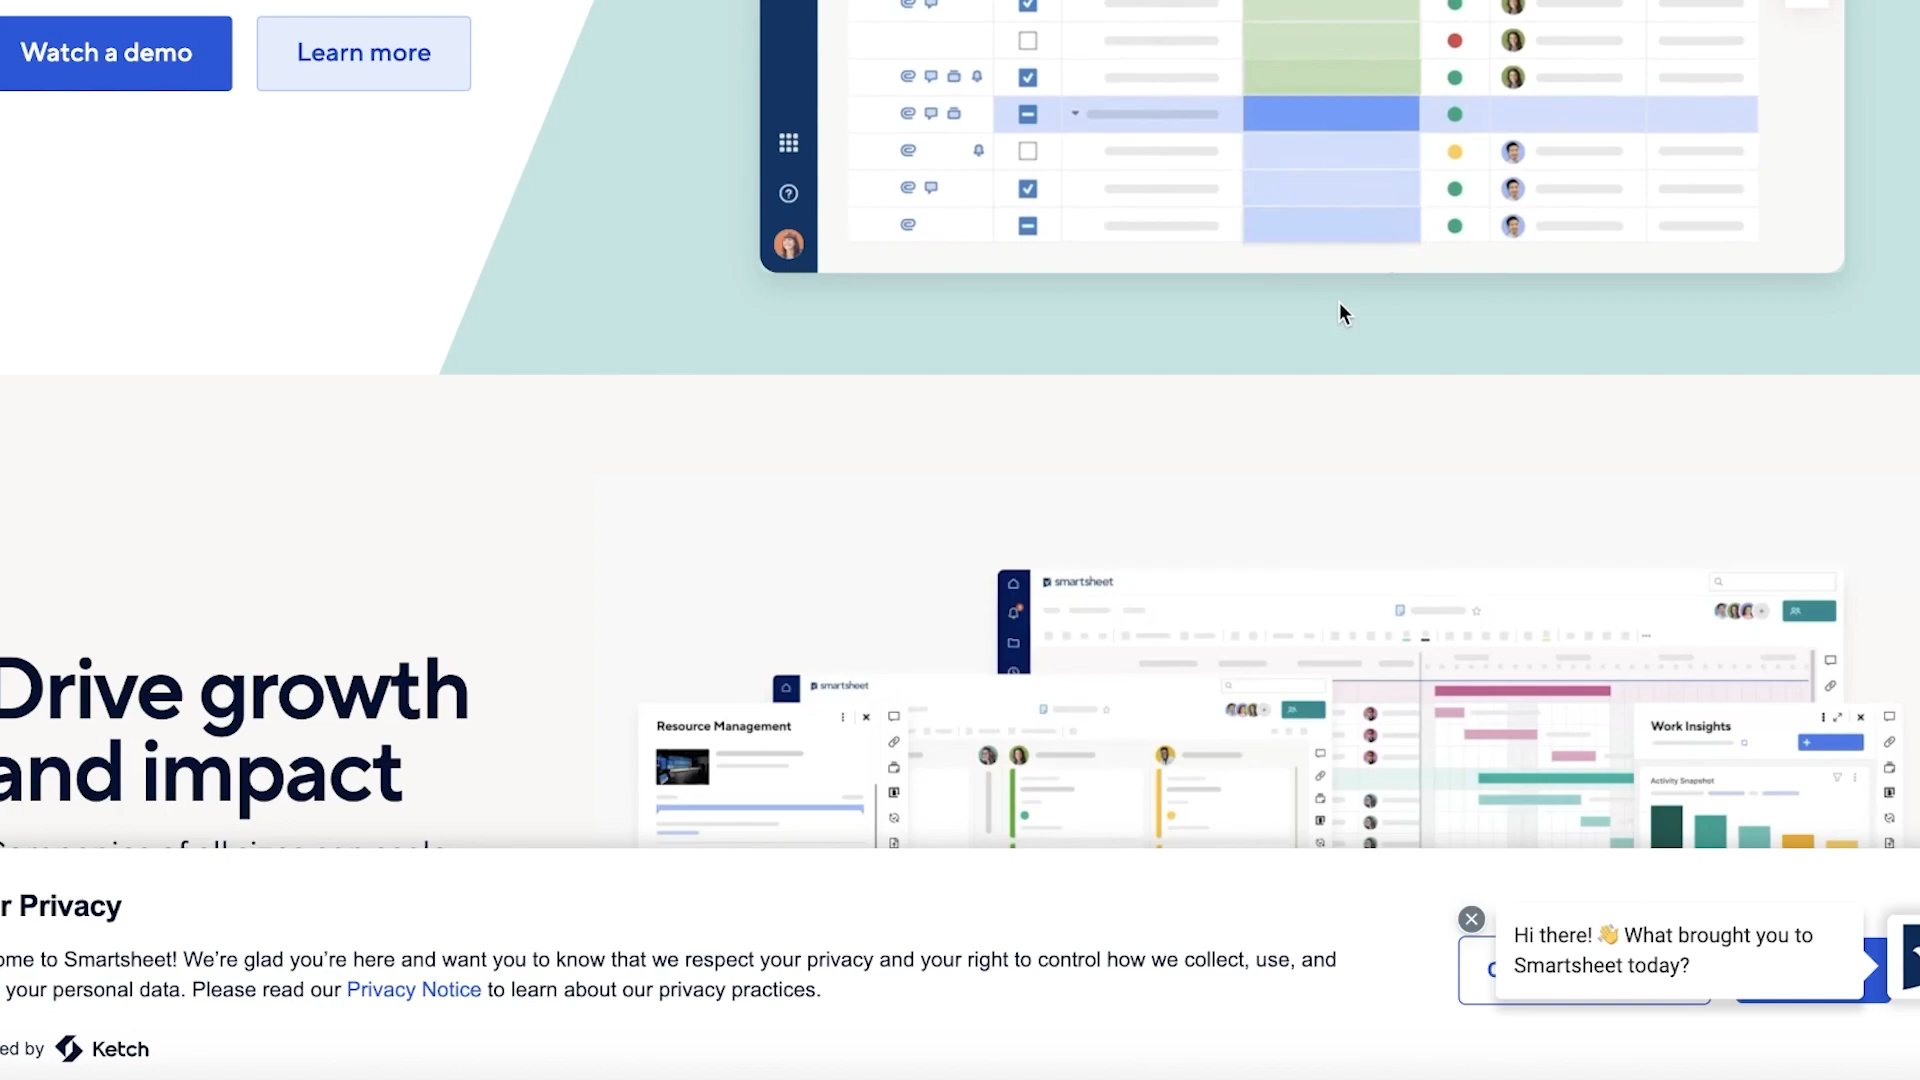 Watch a demo
Learn more
smartsheet
smartsheet
Resource Management
Work Insights
Activity Snapshot
Drive growth
and impact
r Privacy
ome to Smartsheet! We’re glad you’re here and want you to know that we respect your privacy and your right to control how we collect, use, and
your personal data. Please read our Privacy Notice to learn about our privacy practices.
ed by Ketch
Hi there! 👋 What brought you to
Smartsheet today?